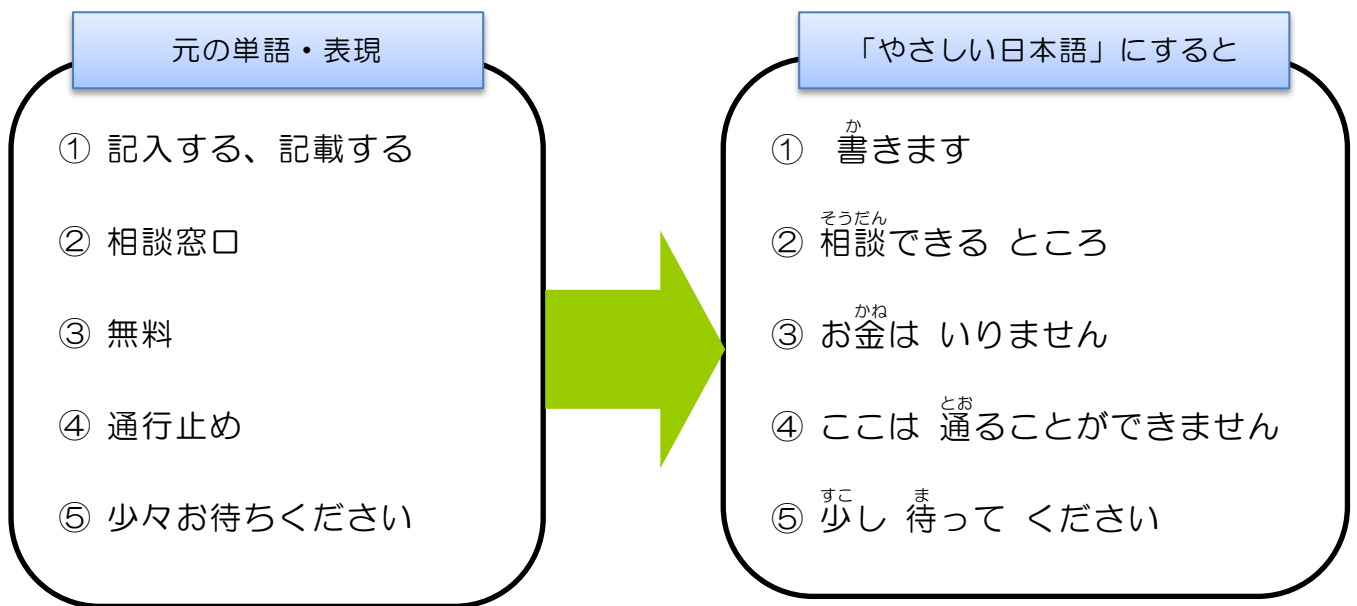 元の単語・表現
① 記入する、記載する
② 相談窓口
③ 無料
④ 通行止め
⑤ 少々お待ちください
「やさしい日本語」にすると
か
① 書きます
そうだん
② 相談できる ところ
かね
③ お金は いりません
とお
④ ここは 通ることができません
すこ ま
⑤ 少し 待って ください